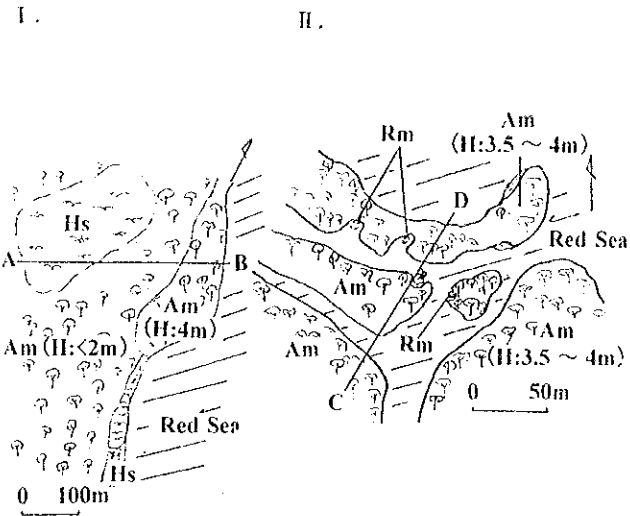 I.
II.
Hs
A
B
Am
(H:4m)
Am (H:<2m)
Red Sea
Hs
0 100m
Rm
Am
(H:3.5 ~ 4m)
D
Red Sea
Am
Am
Rm
Am
(H:3.5 ~ 4m)
C
0 50m